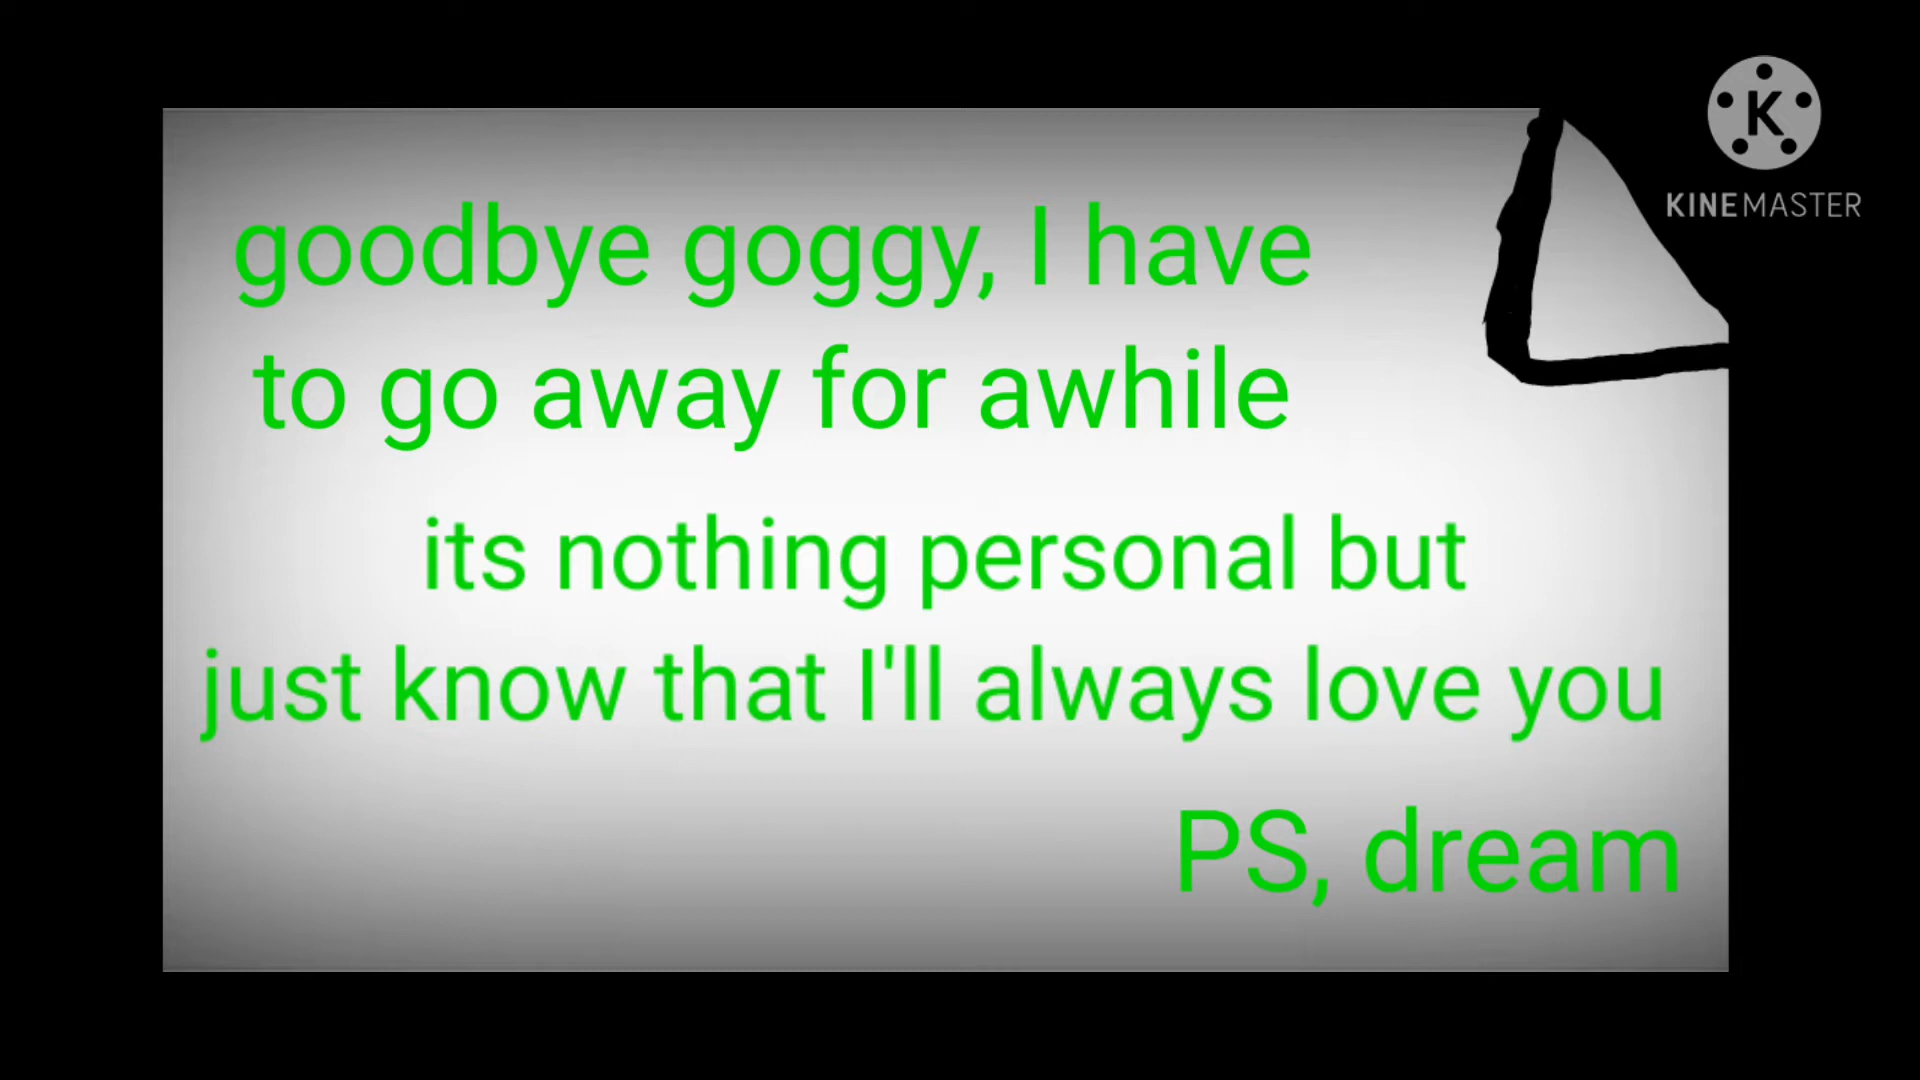 goodbye goggy, I have
to go away for awhile
its nothing personal but
just know that I'll always love you
PS, dream
K
KINEMASTER